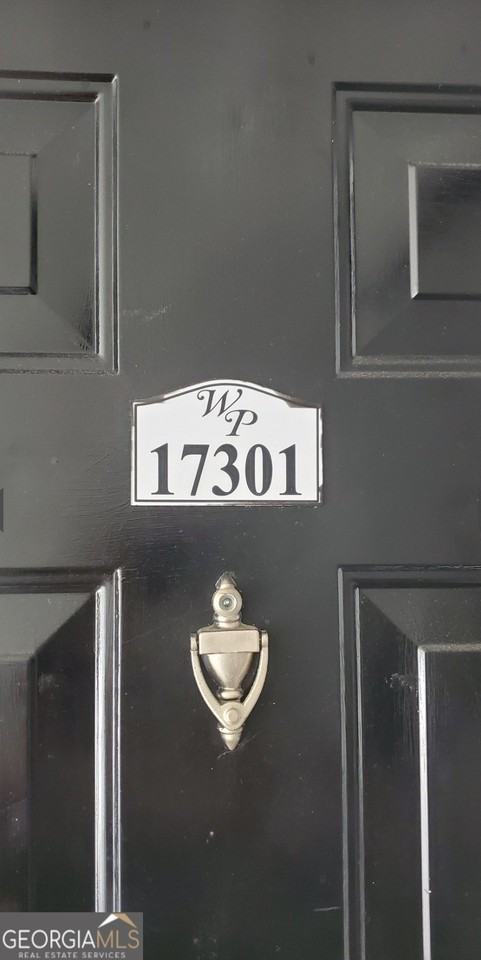 WP
17301
GEORGIAMLS
REAL ESTATE SERVICES